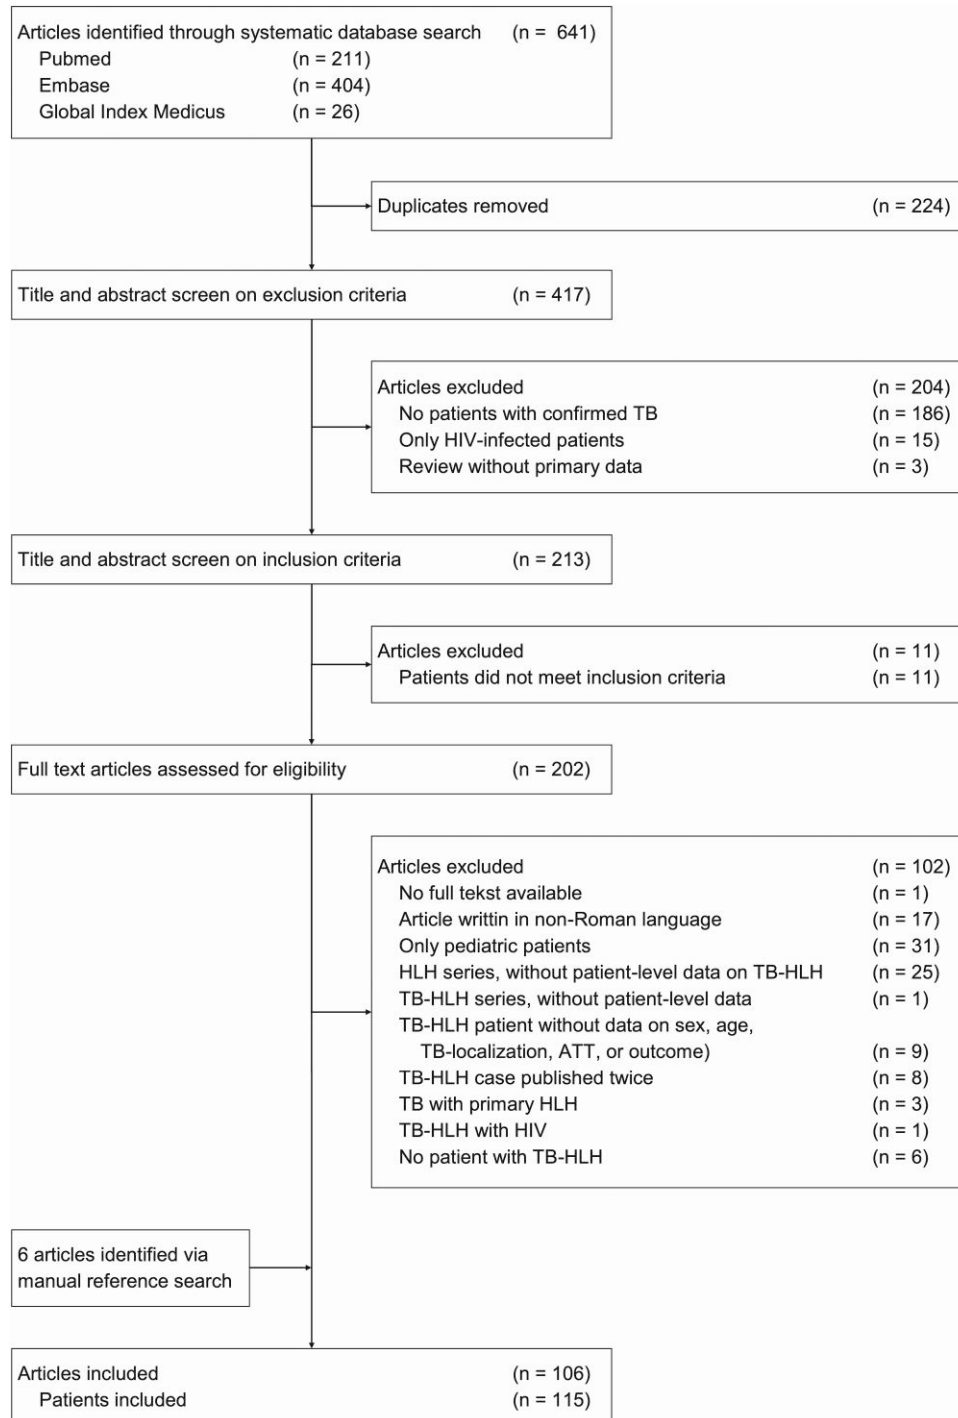 Articles identified through systematic database search (n = 641)
Pubmed (n = 211)
Embase (n = 404)
Global Index Medicus (n = 26)
Duplicates removed (n = 224)
Title and abstract screen on exclusion criteria (n = 417)
Articles excluded (n = 204)
No patients with confirmed TB (n = 186)
Only HIV-infected patients (n = 15)
Review without primary data (n = 3)
Title and abstract screen on inclusion criteria (n = 213)
Articles excluded (n = 11)
Patients did not meet inclusion criteria (n = 11)
Full text articles assessed for eligibility (n = 202)
Articles excluded (n = 102)
No full tekst available (n = 1)
Article writtin in non-Roman language (n = 17)
Only pediatric patients (n = 31)
HLH series, without patient-level data on TB-HLH (n = 25)
TB-HLH series, without patient-level data (n = 1)
TB-HLH patient without data on sex, age,
TB-localization, ATT, or outcome) (n = 9)
TB-HLH case published twice (n = 8)
TB with primary HLH (n = 3)
TB-HLH with HIV (n = 1)
No patient with TB-HLH (n = 6)
6 articles identified via
manual reference search
Articles included (n = 106)
Patients included (n = 115)